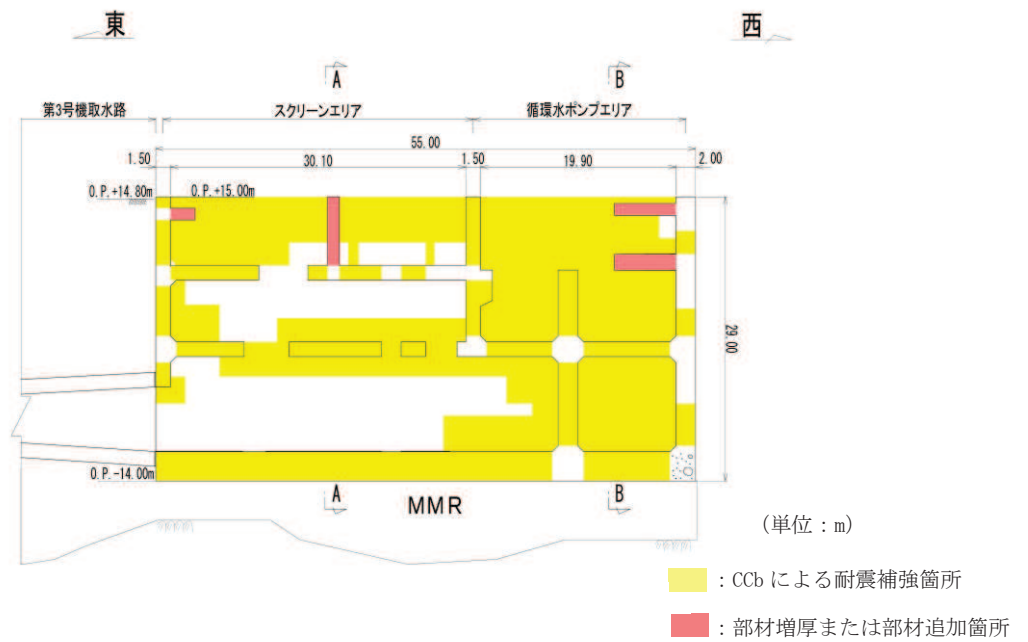 東 西
A B
第3号機取水路 スクリーンエリア 循環水ポンプエリア
55.00
1.50 30.10 1.50 19.90 2.00
O.P.+14.80m O.P.+15.00m
29.00
O.P.-14.00m
A MMR B
(単位:m)
:CCbによる耐震補強箇所
:部材増厚または部材追加箇所